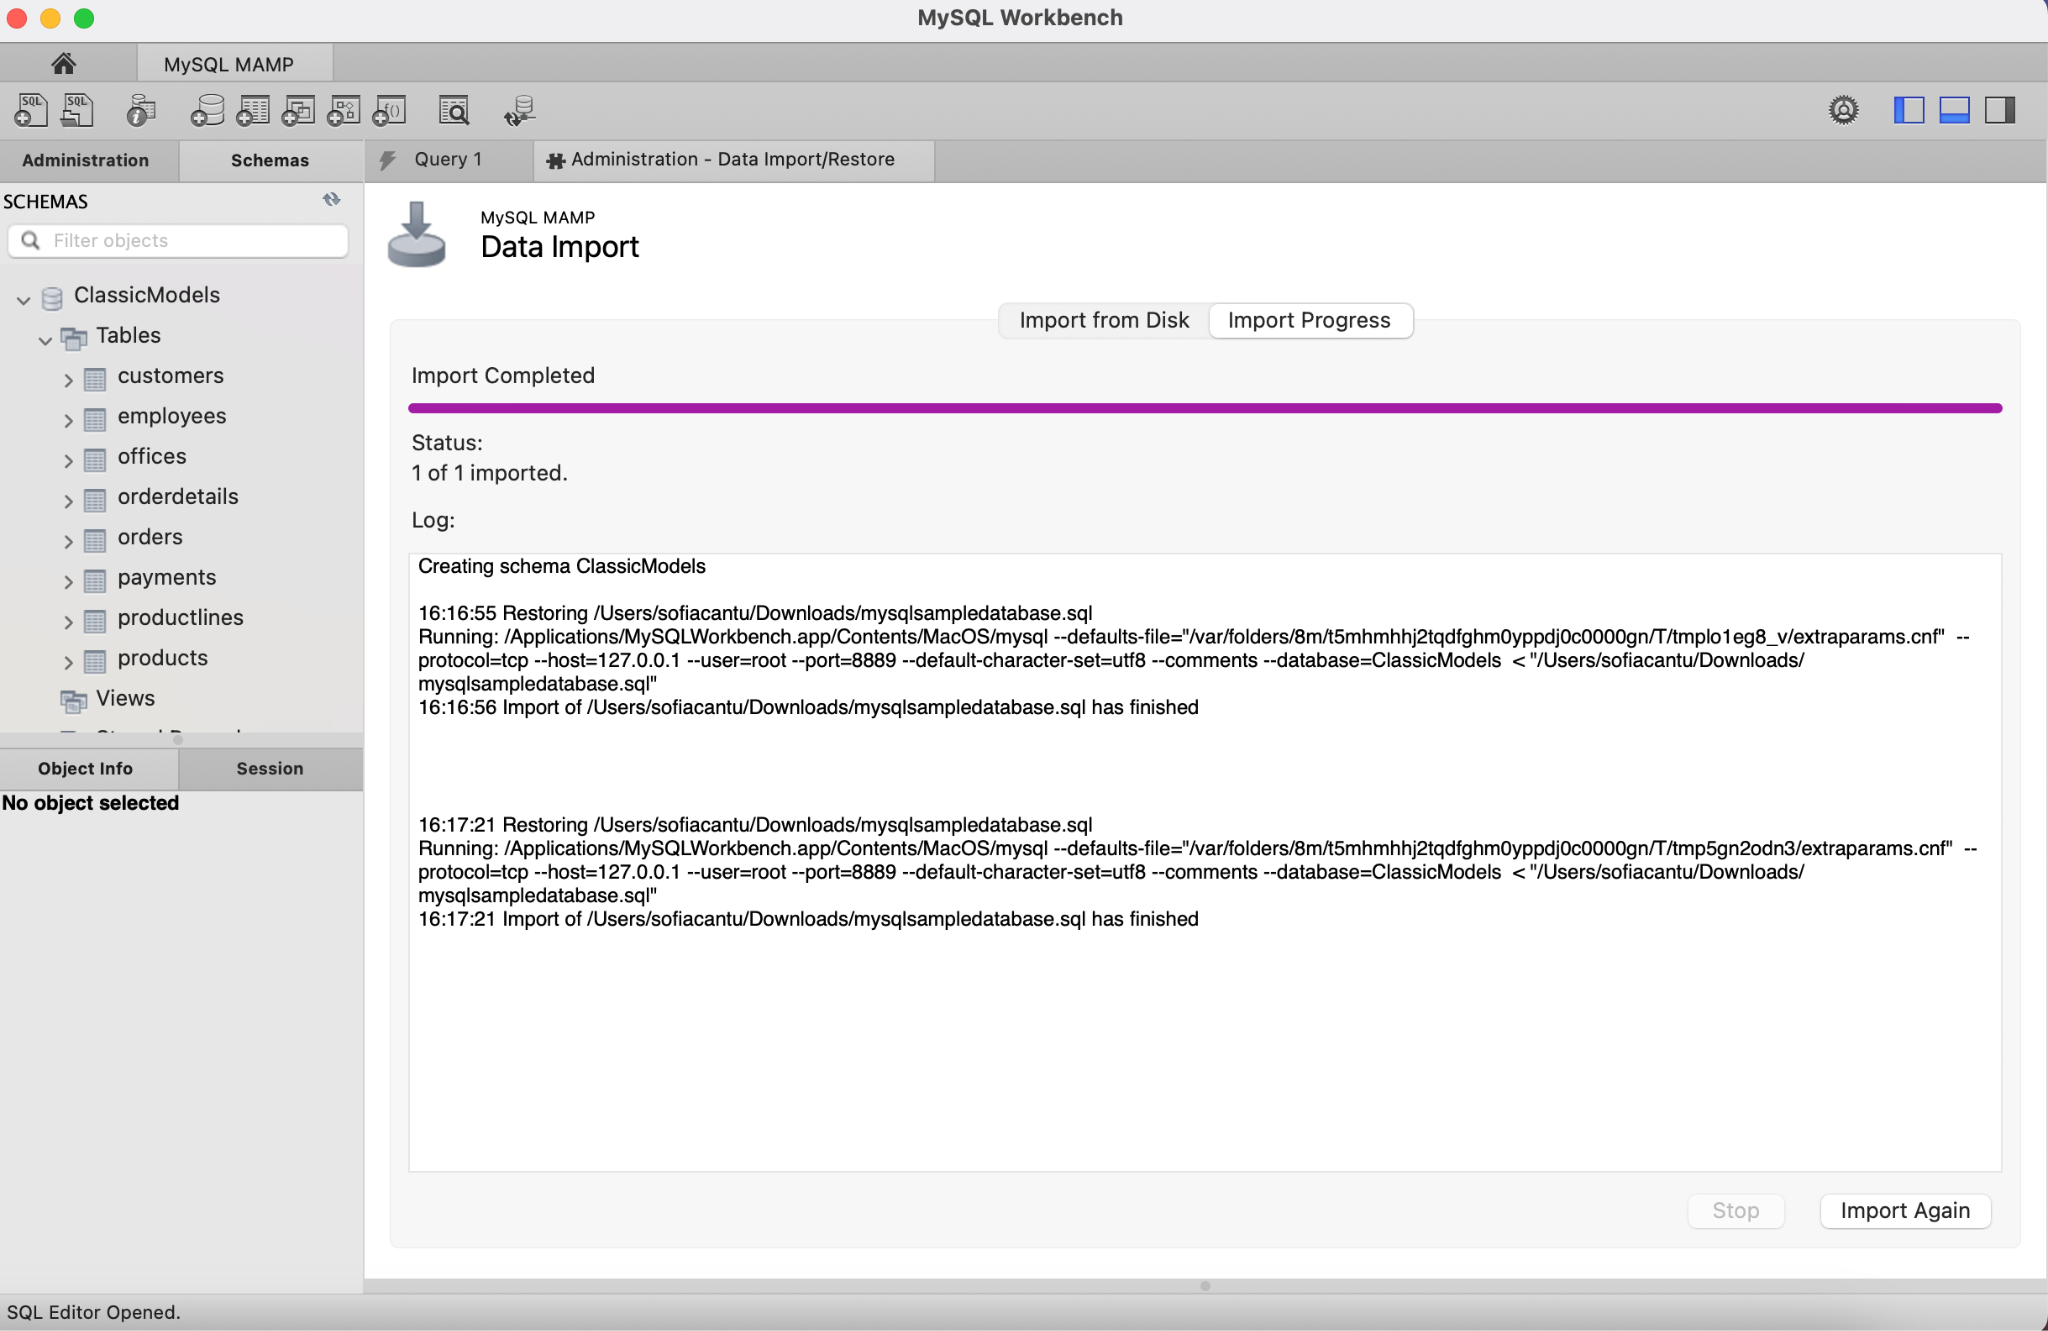 MySQL Workbench
MySQL MAMP
SQL SQL
Administration
Schemas
Query 1
Administration - Data Import/Restore
SCHEMAS
Filter objects
ClassicModels
Tables
customers
employees
offices
orderdetails
orders
payments
productlines
products
Views
Object Info
Session
No object selected
MySQL MAMP
Data Import
Import from Disk
Import Progress
Import Completed
Status:
1 of 1 imported.
Log:
Creating schema ClassicModels
16:16:55 Restoring /Users/sofiacantu/Downloads/mysqlsampledatabase.sql
Running: /Applications/MySQLWorkbench.app/Contents/MacOS/mysql --defaults-file="/var/folders/8m/t5mhmhhj2tqdfghm0yppdj0c0000gn/T/tmplo1eg8_v/extraparams.cnf"  --
protocol=tcp --host=127.0.0.1 --user=root --port=8889 --default-character-set=utf8 --comments --database=ClassicModels  < "/Users/sofiacantu/Downloads/
mysqlsampledatabase.sql"
16:16:56 Import of /Users/sofiacantu/Downloads/mysqlsampledatabase.sql has finished
16:17:21 Restoring /Users/sofiacantu/Downloads/mysqlsampledatabase.sql
Running: /Applications/MySQLWorkbench.app/Contents/MacOS/mysql --defaults-file="/var/folders/8m/t5mhmhhj2tqdfghm0yppdj0c0000gn/T/tmp5gn2odn3/extraparams.cnf"  --
protocol=tcp --host=127.0.0.1 --user=root --port=8889 --default-character-set=utf8 --comments --database=ClassicModels  < "/Users/sofiacantu/Downloads/
mysqlsampledatabase.sql"
16:17:21 Import of /Users/sofiacantu/Downloads/mysqlsampledatabase.sql has finished
Stop
Import Again
SQL Editor Opened.